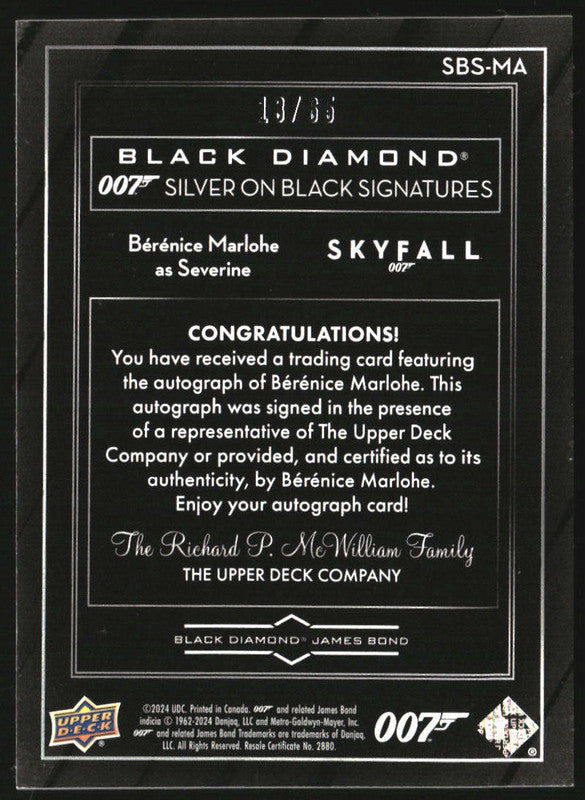 SBS-MA
13/65
BLACK DIAMOND®
007 SILVER ON BLACK SIGNATURES
Bérénice Marlohe
as Severine
SKYFALL
007
CONGRATULATIONS!
You have received a trading card featuring
the autograph of Bérénice Marlohe. This
autograph was signed in the presence
of a representative of The Upper Deck
Company or provided, and certified as to its
authenticity, by Bérénice Marlohe.
Enjoy your autograph card!
The Richard P. McWilliam Family
THE UPPER DECK COMPANY
BLACK DIAMOND® JAMES BOND
UPPER
DECK
©2024 UDC. Printed in Canada. 007 and related James Bond
indicia © 1962-2024 Danjaq, LLC and Metro-Goldwyn-Mayer, Inc.
007 and related James Bond Trademarks are trademarks of Danjaq,
LLC. All Rights Reserved. Resale Certificate No. 2880.
007
®